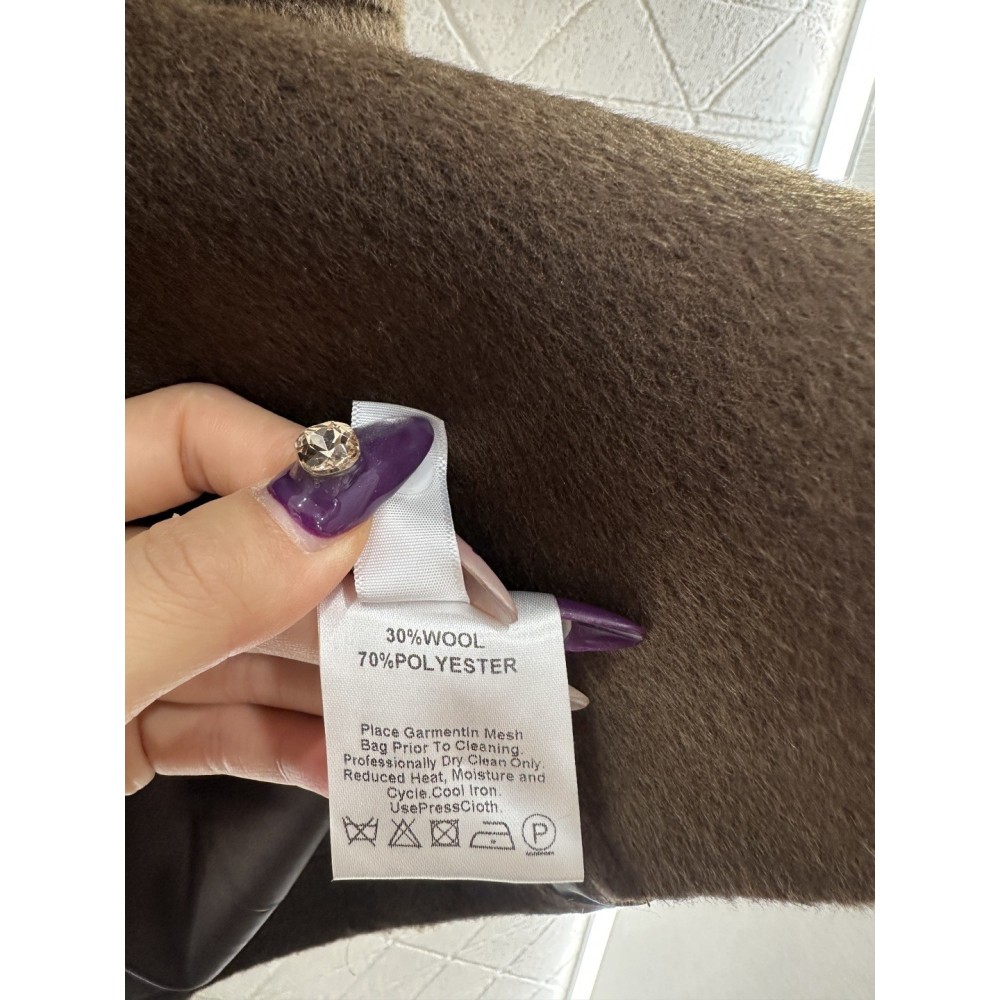 30%WOOL
70%POLYESTER
Place Garmentin Mesh
Bag Prior To Cleaning.
Professionally Dry Clean Only.
Reduced Heat, Moisture and
Cycle.Cool Iron.
UsePressCloth.
P